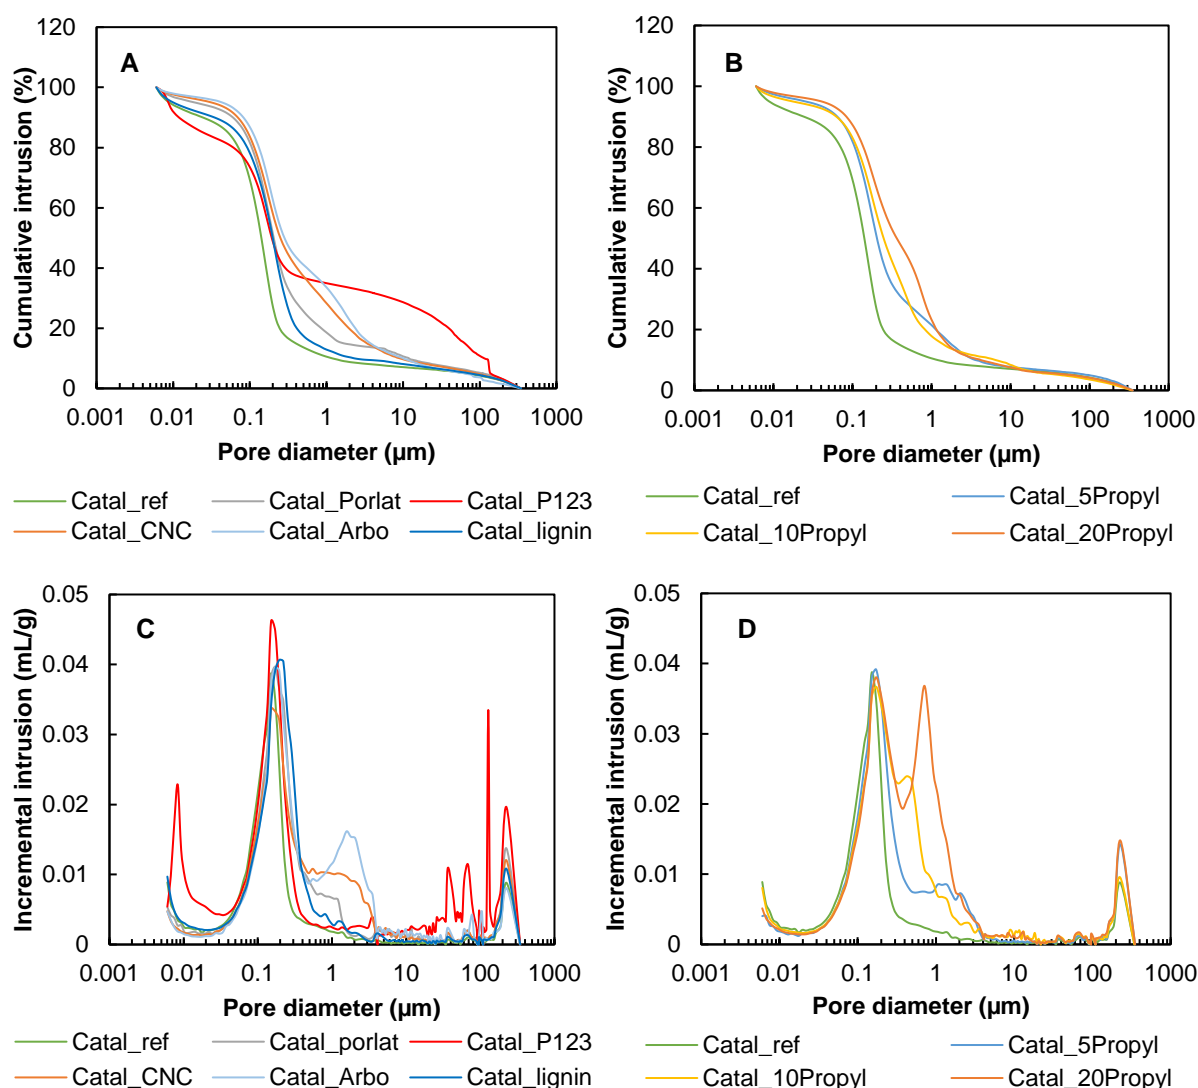 A
Cumulative intrusion (%)
120
100
80
60
40
20
0
0.001 0.01 0.1 1 10 100 1000
Pore diameter (µm)
Catal_ref Catal_Porlat Catal_P123
Catal_CNC Catal_Arbo Catal_lignin
B
Cumulative intrusion (%)
120
100
80
60
40
20
0
0.001 0.01 0.1 1 10 100 1000
Pore diameter (µm)
Catal_ref Catal_5Propyl
Catal_10Propyl Catal_20Propyl
C
Incremental intrusion (mL/g)
0.05
0.04
0.03
0.02
0.01
0
0.001 0.01 0.1 1 10 100 1000
Pore diameter (µm)
Catal_ref Catal_porlat Catal_P123
Catal_CNC Catal_Arbo Catal_lignin
D
Incremental intrusion (mL/g)
0.05
0.04
0.03
0.02
0.01
0
0.001 0.01 0.1 1 10 100 1000
Pore diameter (µm)
Catal_ref Catal_5Propyl
Catal_10Propyl Catal_20Propyl